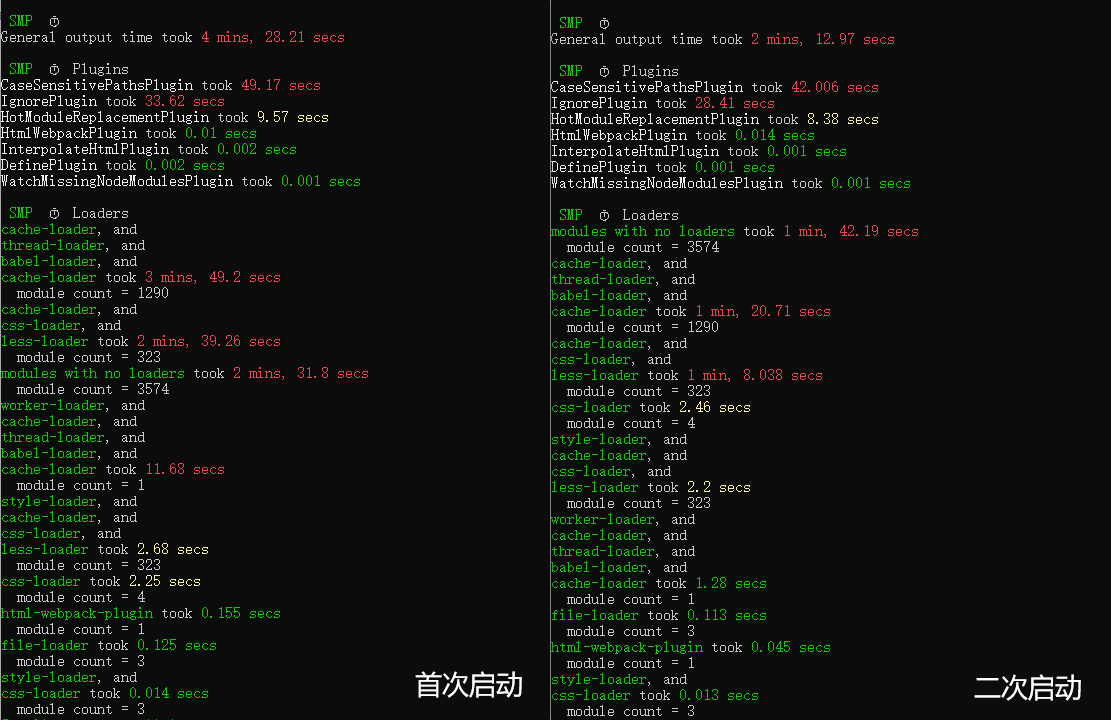 SMP ⏱
General output time took 4 mins, 28.21 secs
SMP ⏱ Plugins
CaseSensitivePathsPlugin took 49.17 secs
IgnorePlugin took 33.62 secs
HotModuleReplacementPlugin took 9.57 secs
HtmlWebpackPlugin took 0.01 secs
InterpolateHtmlPlugin took 0.002 secs
DefinePlugin took 0.002 secs
WatchMissingNodeModulesPlugin took 0.001 secs
SMP ⏱ Loaders
cache-loader, and
thread-loader, and
babel-loader, and
cache-loader took 3 mins, 49.2 secs
module count = 1290
cache-loader, and
css-loader, and
less-loader took 2 mins, 39.26 secs
module count = 323
modules with no loaders took 2 mins, 31.8 secs
module count = 3574
worker-loader, and
cache-loader, and
thread-loader, and
babel-loader, and
cache-loader took 11.68 secs
module count = 1
style-loader, and
cache-loader, and
css-loader, and
less-loader took 2.68 secs
module count = 323
css-loader took 2.25 secs
module count = 4
html-webpack-plugin took 0.155 secs
module count = 1
file-loader took 0.125 secs
module count = 3
style-loader, and
css-loader took 0.014 secs
module count = 3
首次启动
SMP ⏱
General output time took 2 mins, 12.97 secs
SMP ⏱ Plugins
CaseSensitivePathsPlugin took 42.006 secs
IgnorePlugin took 28.41 secs
HotModuleReplacementPlugin took 8.38 secs
HtmlWebpackPlugin took 0.014 secs
InterpolateHtmlPlugin took 0.001 secs
DefinePlugin took 0.001 secs
WatchMissingNodeModulesPlugin took 0.001 secs
SMP ⏱ Loaders
modules with no loaders took 1 min, 42.19 secs
module count = 3574
cache-loader, and
thread-loader, and
babel-loader, and
cache-loader took 1 min, 20.71 secs
module count = 1290
cache-loader, and
css-loader, and
less-loader took 1 min, 8.038 secs
module count = 323
css-loader took 2.46 secs
module count = 4
style-loader, and
cache-loader, and
css-loader, and
less-loader took 2.2 secs
module count = 323
worker-loader, and
cache-loader, and
thread-loader, and
babel-loader, and
cache-loader took 1.28 secs
module count = 1
file-loader took 0.113 secs
module count = 3
html-webpack-plugin took 0.045 secs
module count = 1
style-loader, and
css-loader took 0.013 secs
module count = 3
二次启动